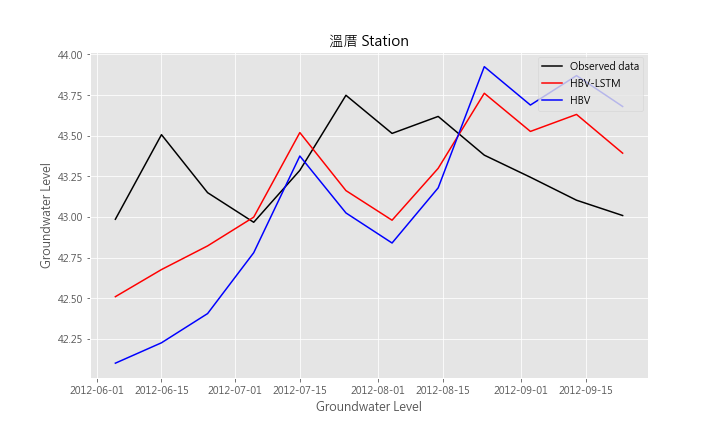 溫厝 Station
Observed data
HBV-LSTM
HBV
Groundwater Level
44.00
43.75
43.50
43.25
43.00
42.75
42.50
42.25
2012-06-01 2012-06-15 2012-07-01 2012-07-15 2012-08-01 2012-08-15 2012-09-01 2012-09-15
Groundwater Level